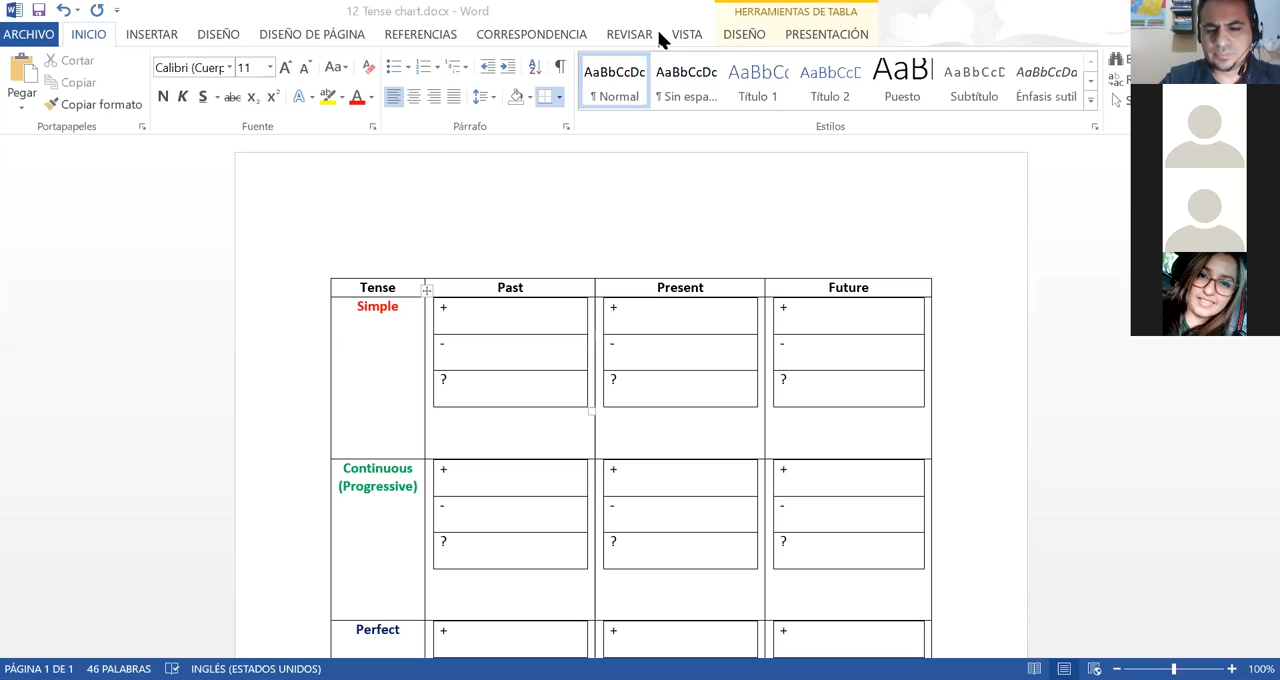 12 Tense chart.docx - Word
HERRAMIENTAS DE TABLA
ARCHIVO INICIO INSERTAR DISEÑO DISEÑO DE PÁGINA REFERENCIAS CORRESPONDENCIA REVISAR VISTA DISEÑO PRESENTACIÓN
Pegar
Cortar
Copiar
Copiar formato
Portapapeles
Calibri (Cuerp 11
Aa
N K S abc X₂ X² A A
Fuente
Párrafo
AaBbCcDc AaBbCcDc AaBbC AaBbCcD AaB AaBbCcD AaBbCcDa
¶ Normal ¶ Sin espa... Título 1 Título 2 Puesto Subtítulo Énfasis sutil
Estilos
Tense Past Present Future
Simple + + +
- - -
? ? ?
Continuous + + +
(Progressive)
- - -
? ? ?
Perfect + + +
PÁGINA 1 DE 1 46 PALABRAS INGLÉS (ESTADOS UNIDOS) 100%